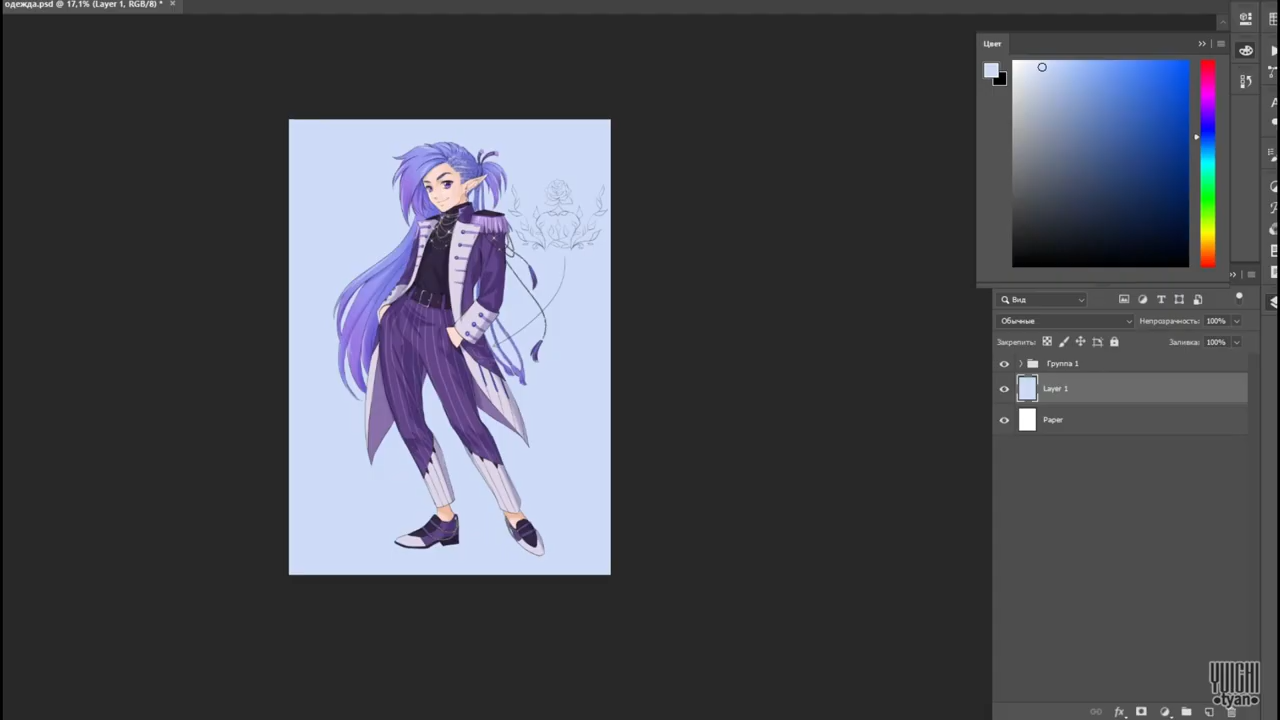 одежда.psd @ 17,1% (Layer 1, RGB/8) *
Цвет
Вид
Обычные
Непрозрачность: 100%
Закрепить:
Заливка: 100%
Группа 1
Layer 1
Paper
fx
YUICHI
•tyan•